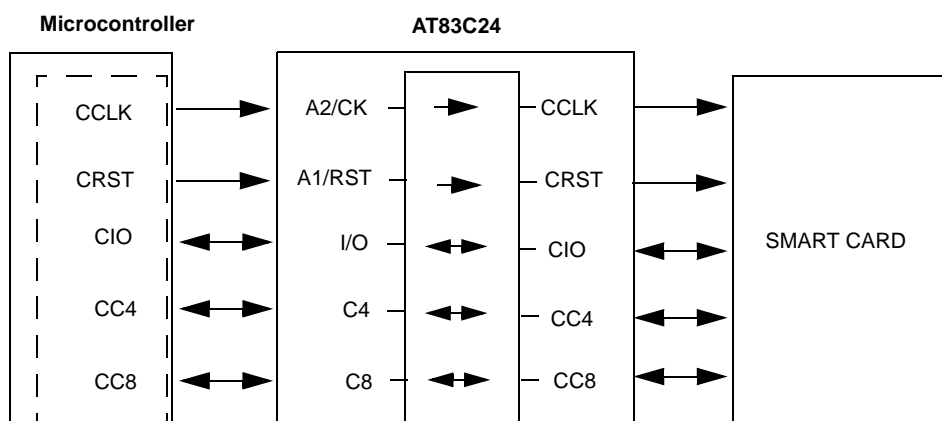 Microcontroller AT83C24
CCLK A2/CK CCLK
CRST A1/RST CRST
CIO I/O CIO SMART CARD
CC4 C4 CC4
CC8 C8 CC8